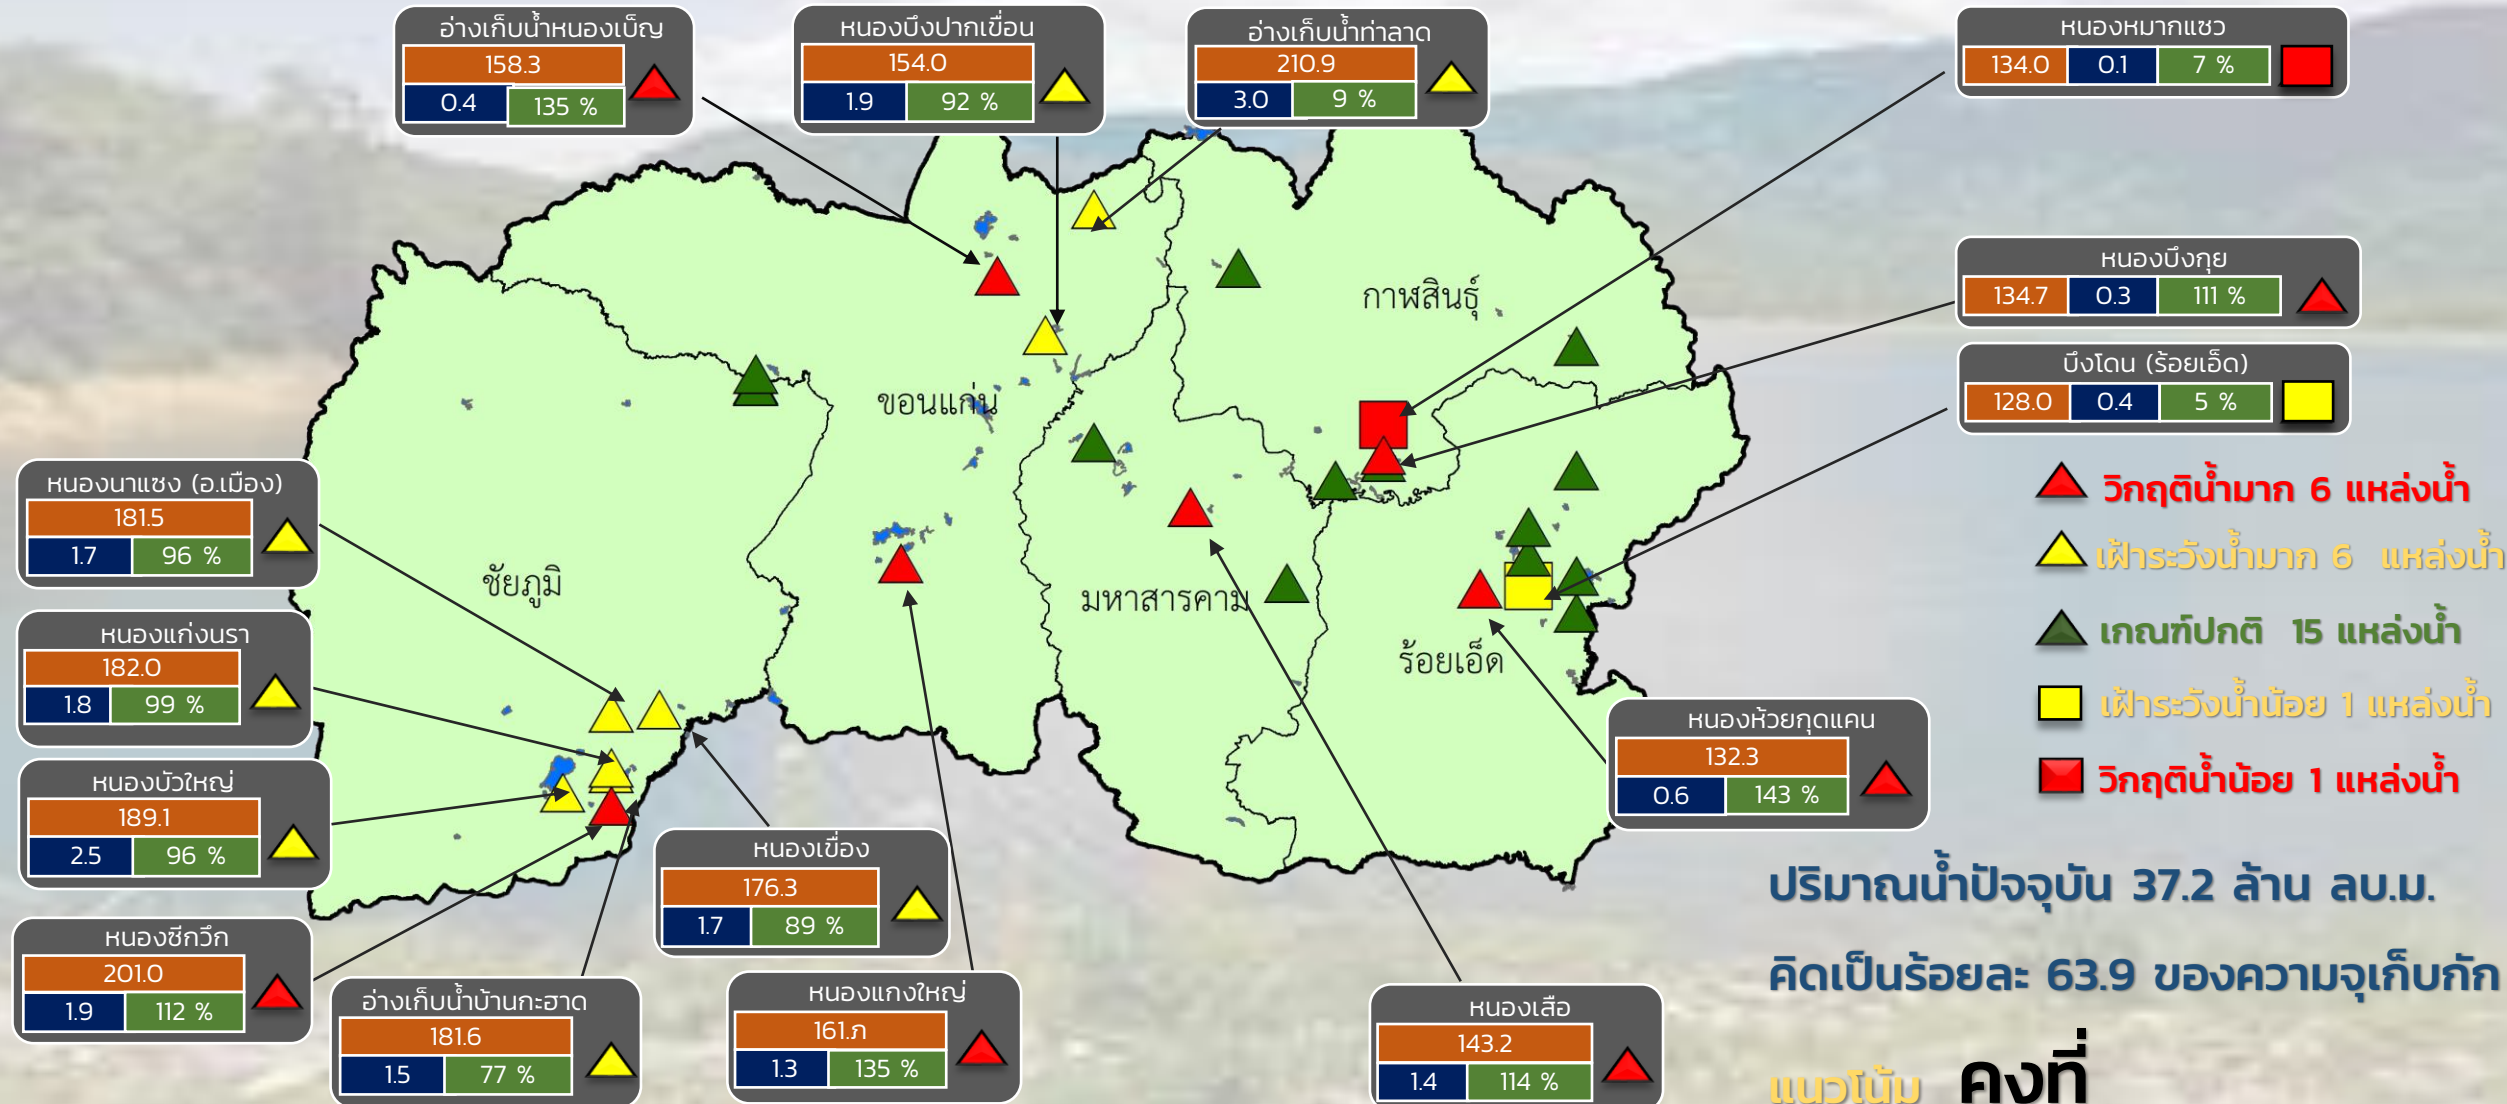 อ่างเก็บน้ำหนองเบ็ญ
158.3
0.4 135 %
หนองบึงปากเขื่อน
154.0
1.9 92 %
อ่างเก็บน้ำท่าลาด
210.9
3.0 9 %
หนองหมากแซว
134.0 0.1 7 %
หนองบึงกุย
134.7 0.3 111 %
บึงโดน (ร้อยเอ็ด)
128.0 0.4 5 %
กาฬสินธุ์
ขอนแก่น
ชัยภูมิ
มหาสารคาม
ร้อยเอ็ด
หนองนาแซง (อ.เมือง)
181.5
1.7 96 %
หนองแก่งนรา
182.0
1.8 99 %
หนองบัวใหญ่
189.1
2.5 96 %
หนองซีกวึก
201.0
1.9 112 %
อ่างเก็บน้ำบ้านกะฮาด
181.6
1.5 77 %
หนองเขื่อง
176.3
1.7 89 %
หนองแกงใหญ่
161.ภ
1.3 135 %
หนองเสือ
143.2
1.4 114 %
หนองห้วยกุดแคน
132.3
0.6 143 %
วิกฤติน้ำมาก 6 แหล่งน้ำ
เฝ้าระวังน้ำมาก 6 แหล่งน้ำ
เกณฑ์ปกติ 15 แหล่งน้ำ
เฝ้าระวังน้ำน้อย 1 แหล่งน้ำ
วิกฤติน้ำน้อย 1 แหล่งน้ำ
ปริมาณน้ำปัจจุบัน 37.2 ล้าน ลบ.ม.
คิดเป็นร้อยละ 63.9 ของความจุเก็บกัก
แนวโน้ม คงที่